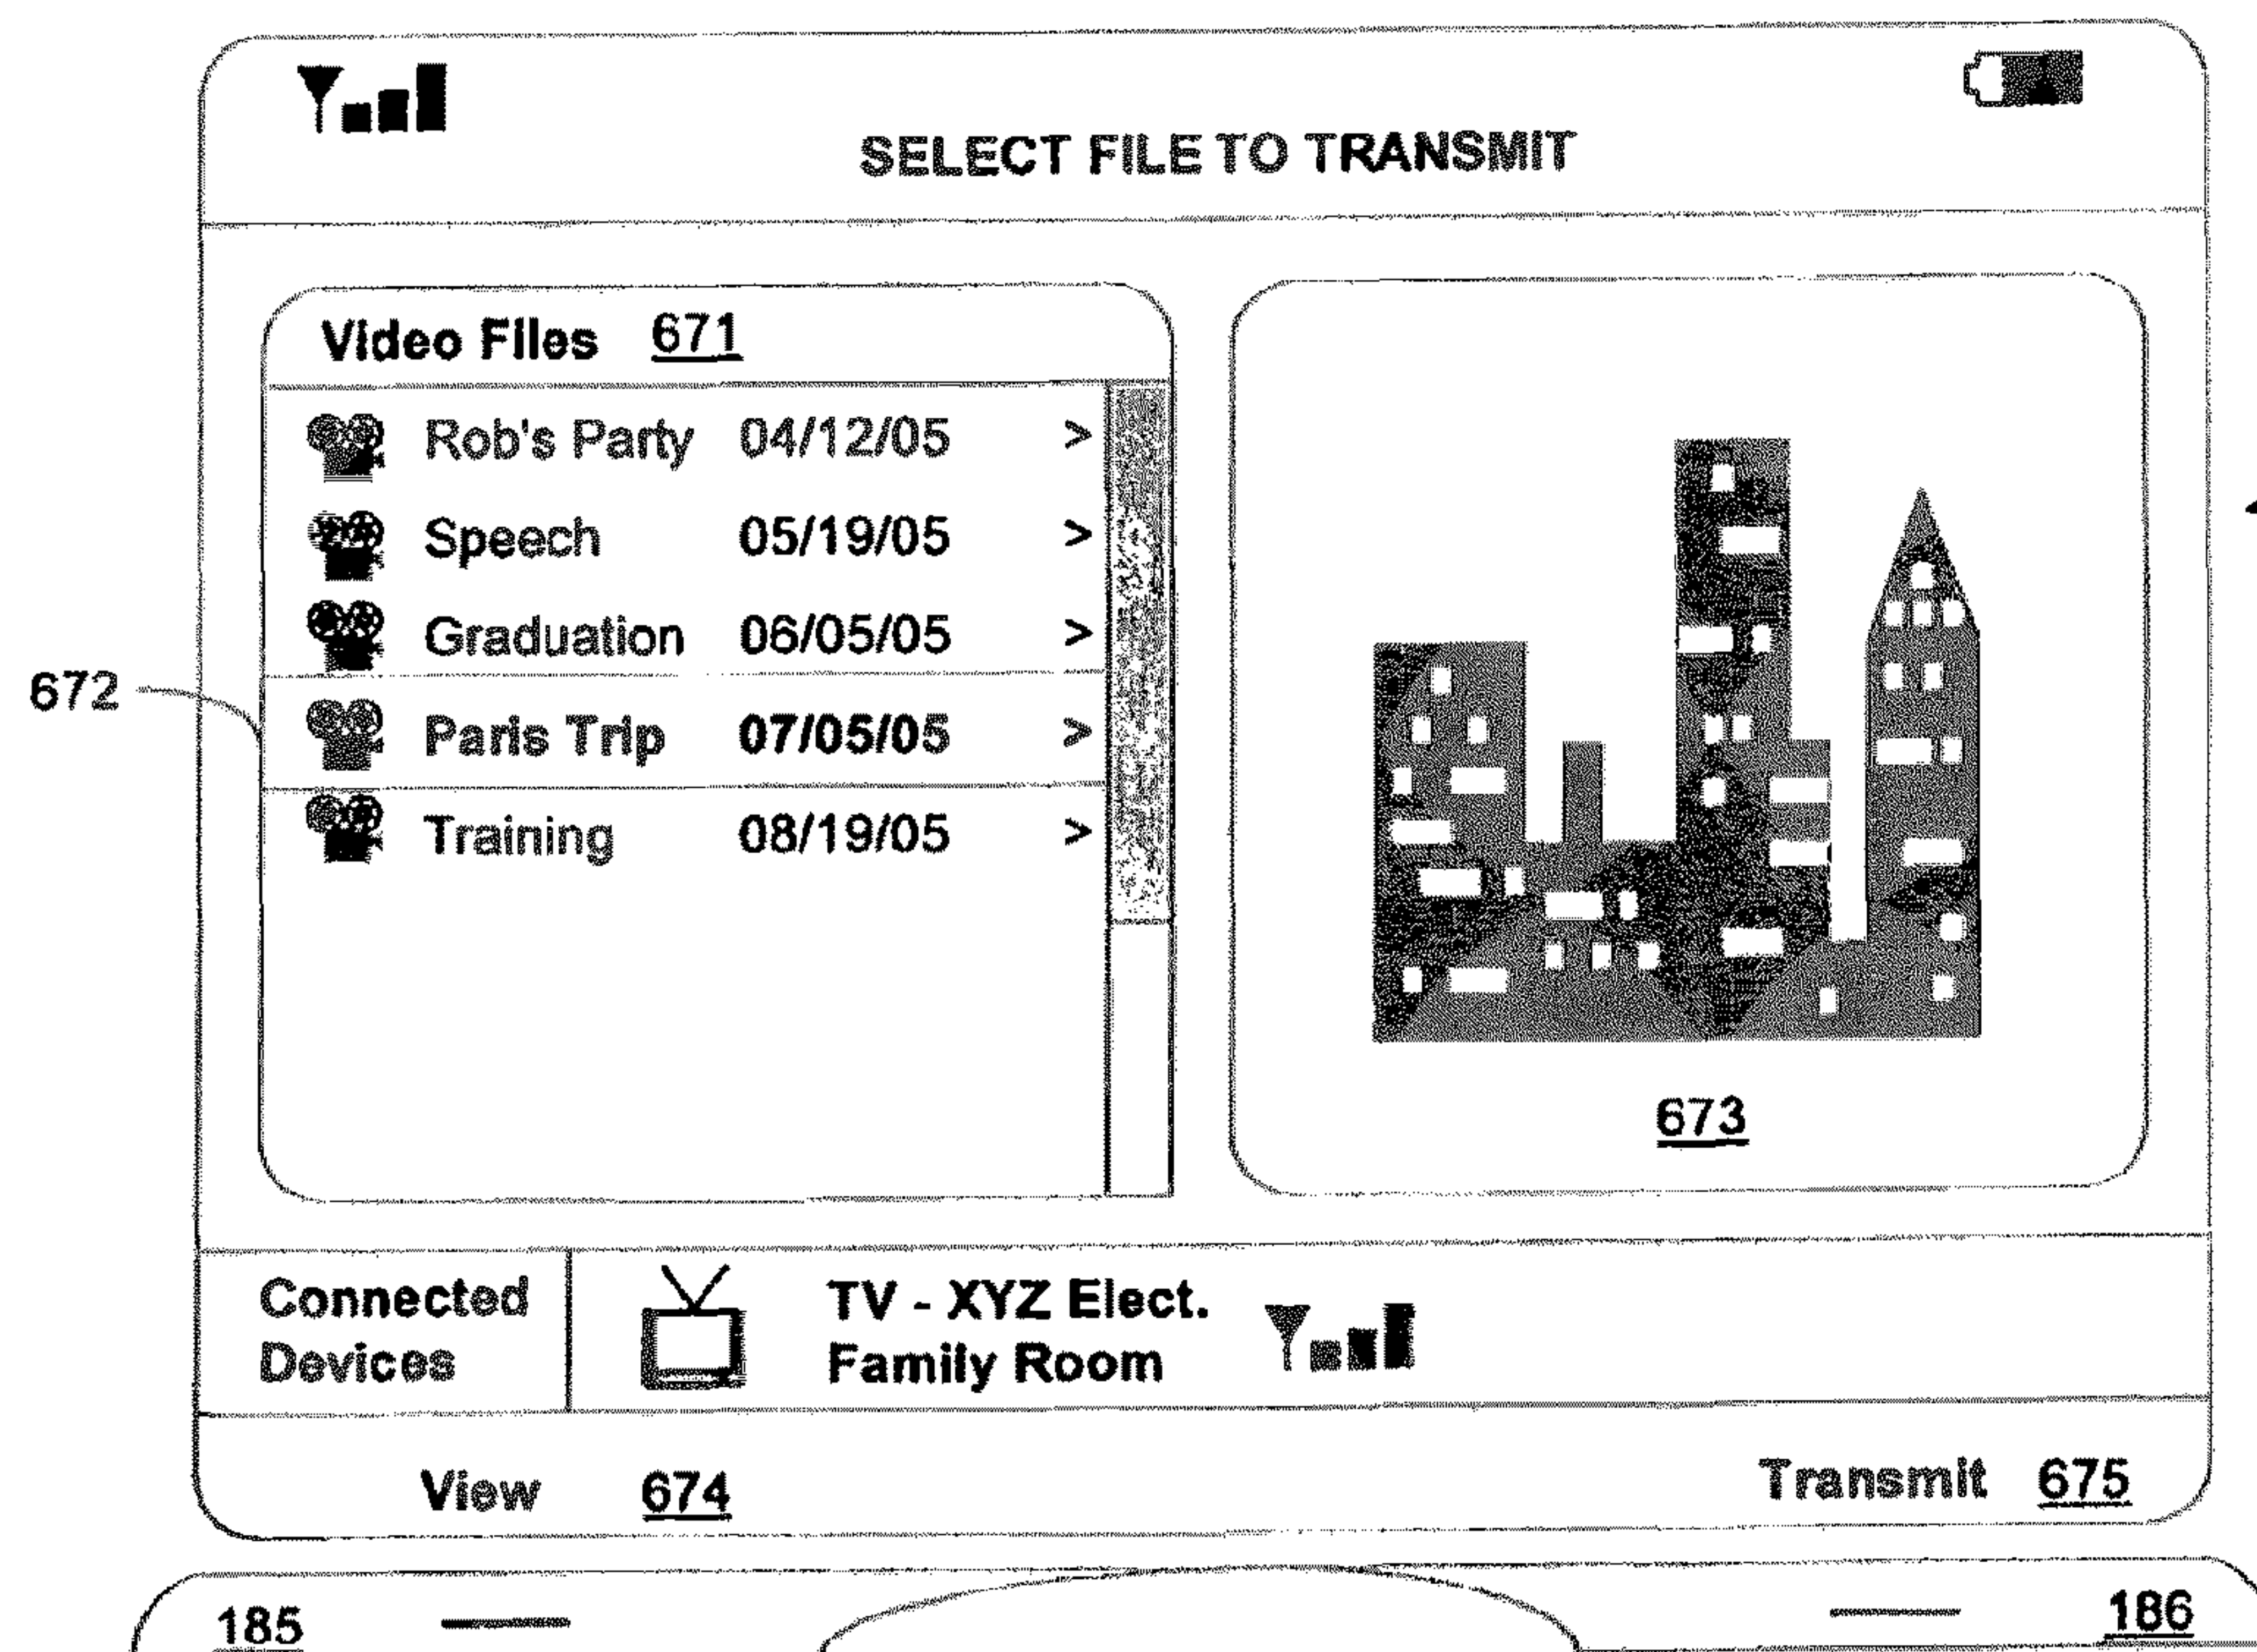 SELECT FILE TO TRANSMIT
Video Files 671
Rob's Party 04/12/05 >
Speech 05/19/05 >
Graduation 06/05/05 >
672
Paris Trip 07/05/05 >
Training 08/19/05 >
673
Connected Devices
TV - XYZ Elect.
Family Room
View 674
Transmit 675
185
186